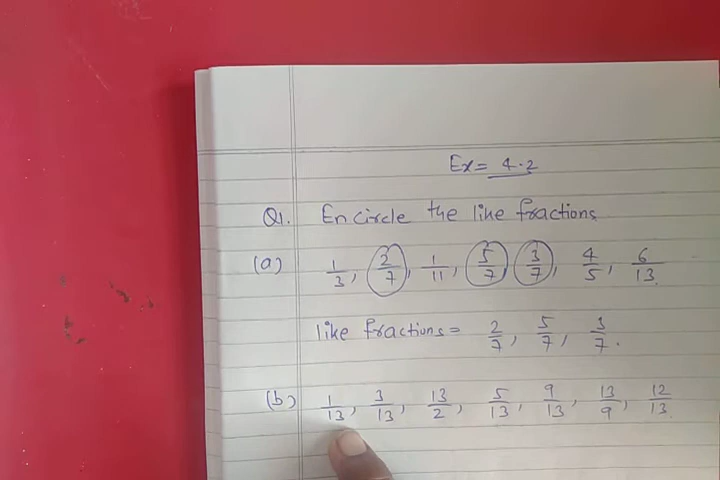 Ex = 4.2
Q1. Encircle the like fractions
(a) 1/3, 2/7, 1/11, 5/7, 3/7, 4/5, 6/13.
like fractions = 2/7, 5/7, 3/7.
(b) 1/13, 3/13, 13/2, 5/13, 9/13, 13/9, 12/13.